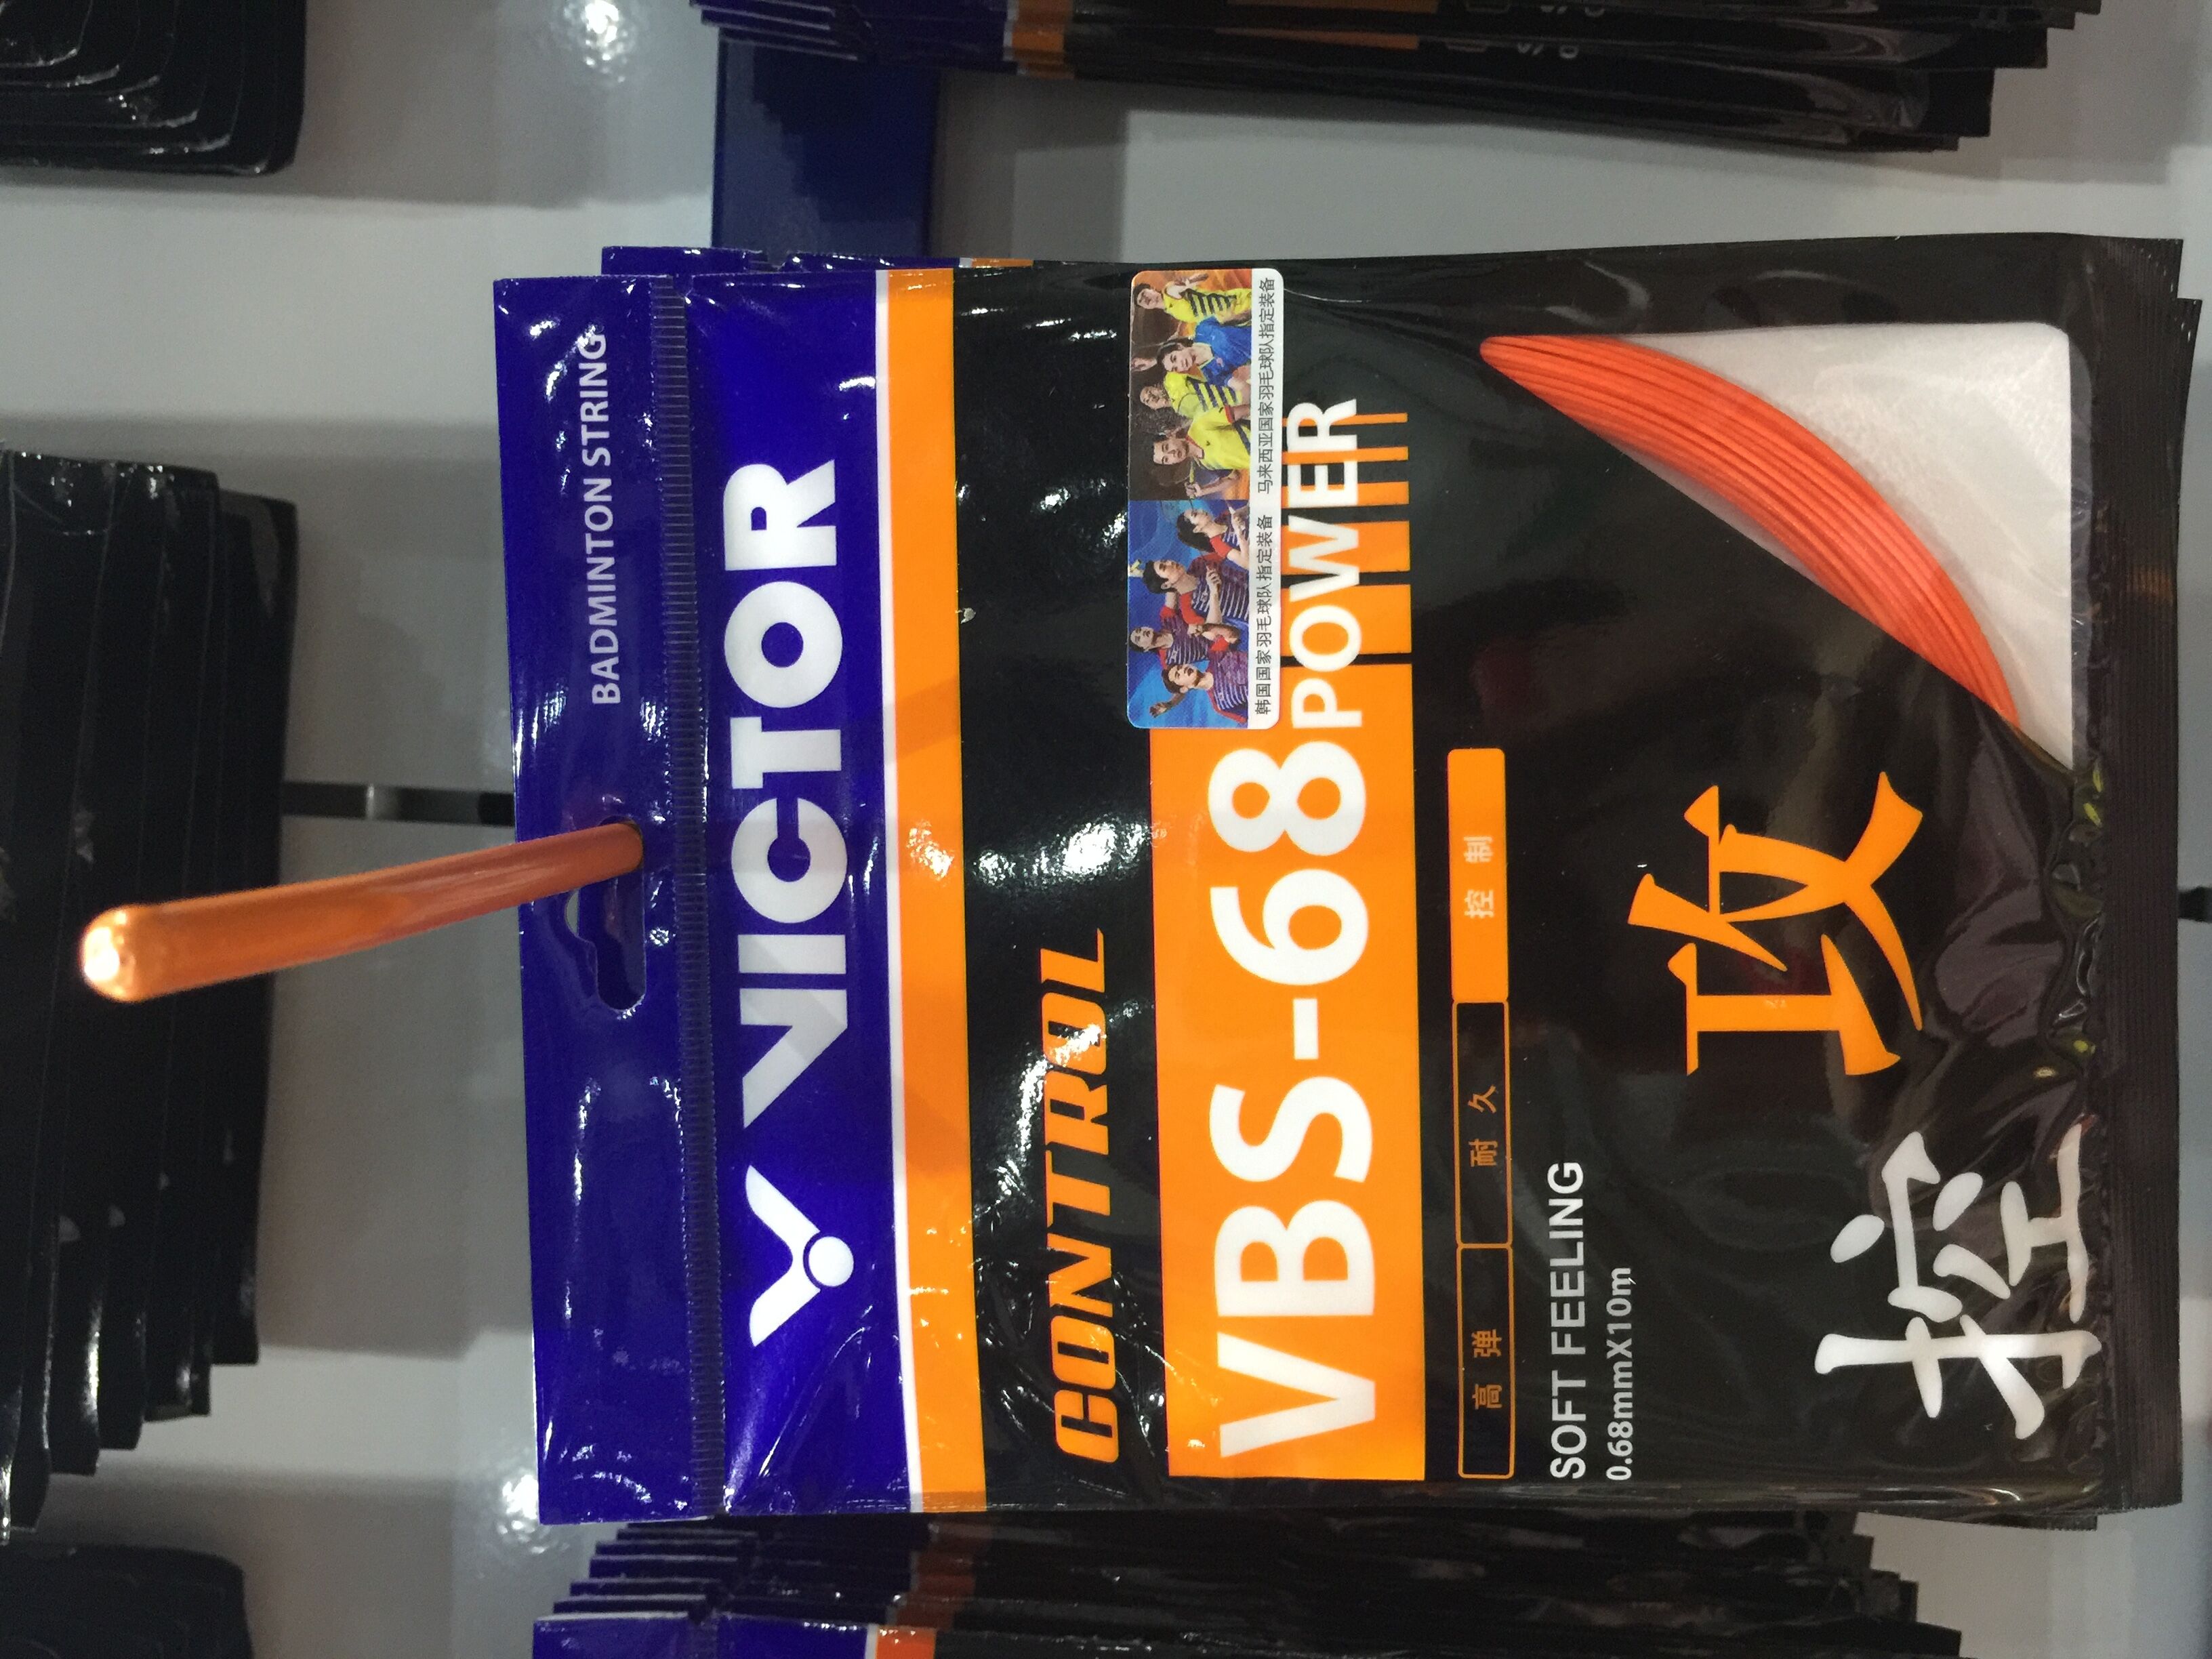 BADMINTON STRING
VICTOR
韩国国家羽毛球队指定装备 马来西亚国家羽毛球队指定装备
CONTROL
VBS-68POWER
高弹 耐久 控制
SOFT FEELING
0.68mmX10m
攻
控